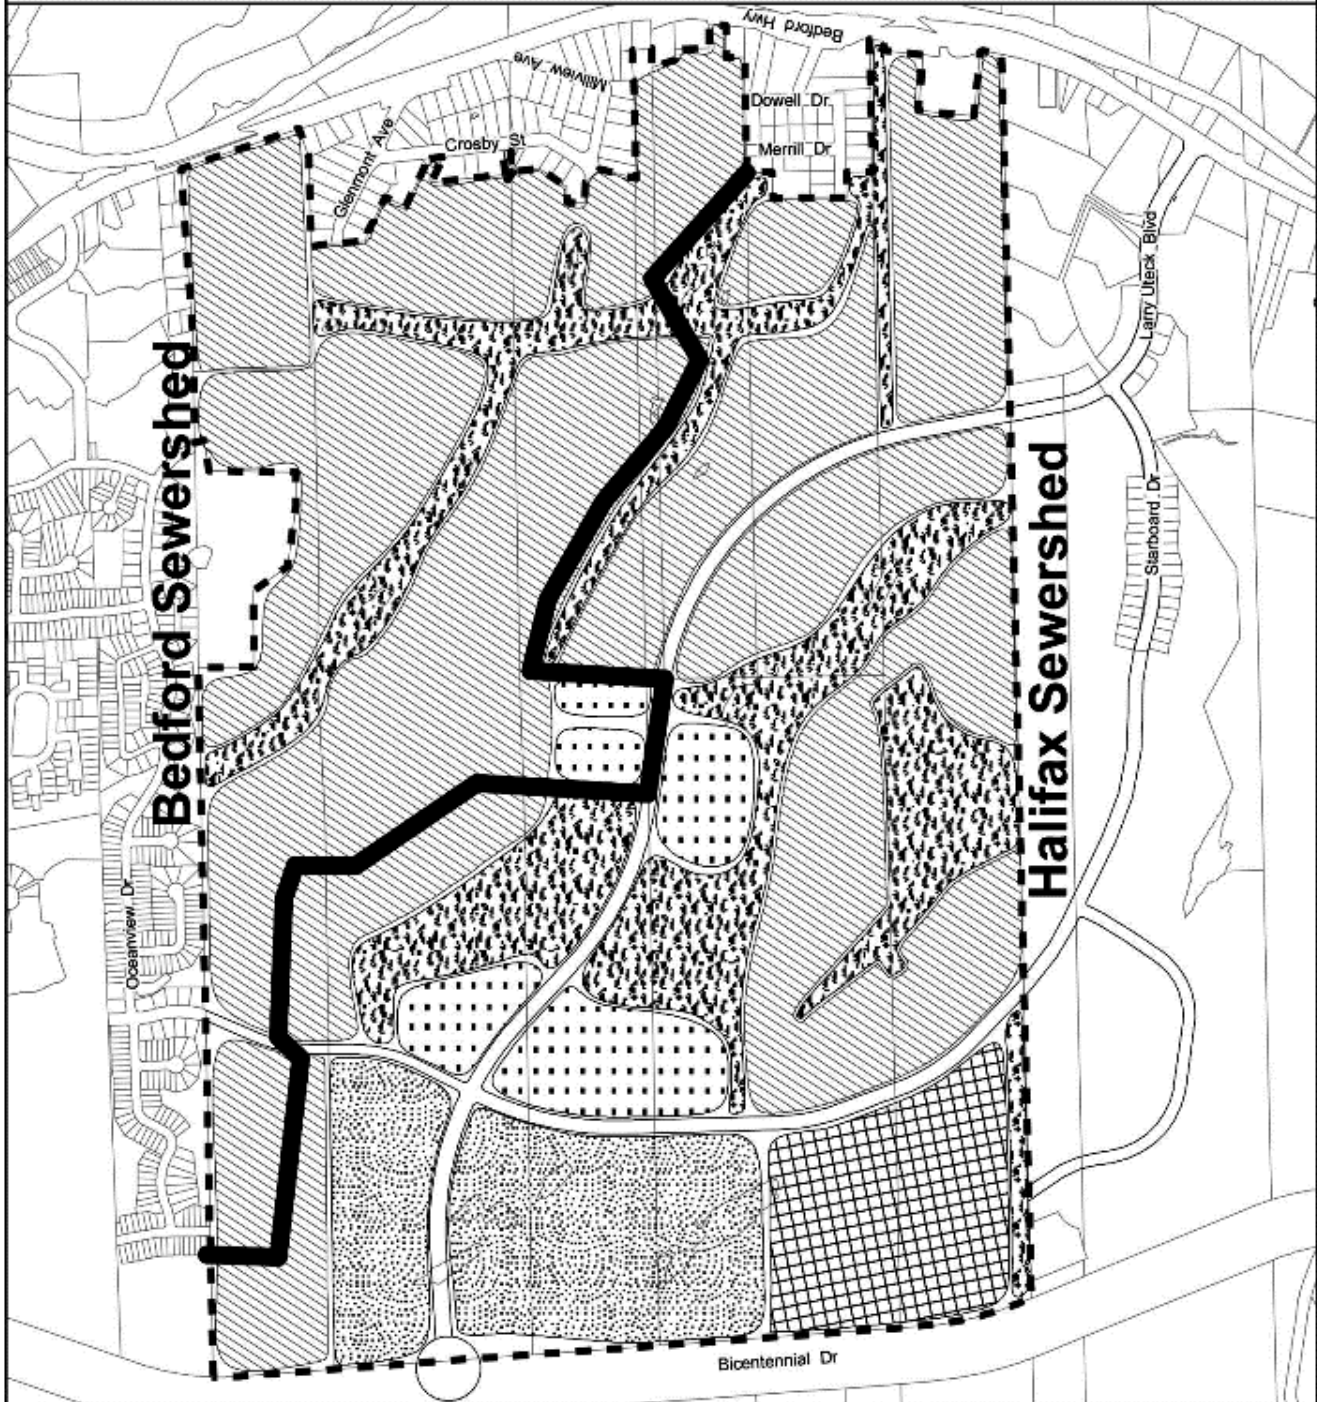 Bedford Hwy
Millview Ave
Dowell Dr
Crosby St
Merrill Dr
Glenmont Ave
Larry Uteck Blvd
Bedford Sewershed
Halifax Sewershed
Starboard Dr
Oceanview Dr
Bicentennial Dr